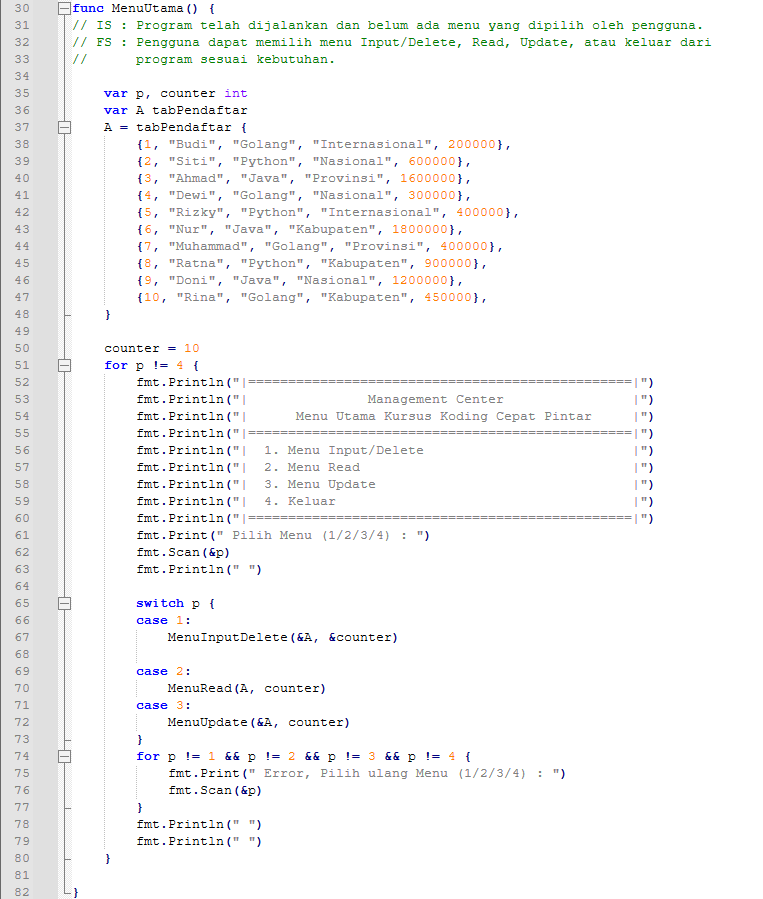 30 func MenuUtama() {
31 // IS : Program telah dijalankan dan belum ada menu yang dipilih oleh pengguna.
32 // FS : Pengguna dapat memilih menu Input/Delete, Read, Update, atau keluar dari
33 //      program sesuai kebutuhan.
34
35     var p, counter int
36     var A tabPendaftar
37     A = tabPendaftar {
38         {1, "Budi", "Golang", "Internasional", 200000},
39         {2, "Siti", "Python", "Nasional", 600000},
40         {3, "Ahmad", "Java", "Provinsi", 1600000},
41         {4, "Dewi", "Golang", "Nasional", 300000},
42         {5, "Rizky", "Python", "Internasional", 400000},
43         {6, "Nur", "Java", "Kabupaten", 1800000},
44         {7, "Muhammad", "Golang", "Provinsi", 400000},
45         {8, "Ratna", "Python", "Kabupaten", 900000},
46         {9, "Doni", "Java", "Nasional", 1200000},
47         {10, "Rina", "Golang", "Kabupaten", 450000},
48     }
49
50     counter = 10
51     for p != 4 {
52         fmt.Println("|================================================|")
53         fmt.Println("|               Management Center                |")
54         fmt.Println("|      Menu Utama Kursus Koding Cepat Pintar     |")
55         fmt.Println("|================================================|")
56         fmt.Println("|  1. Menu Input/Delete                          |")
57         fmt.Println("|  2. Menu Read                                  |")
58         fmt.Println("|  3. Menu Update                                |")
59         fmt.Println("|  4. Keluar                                     |")
60         fmt.Println("|================================================|")
61         fmt.Print(" Pilih Menu (1/2/3/4) : ")
62         fmt.Scan(&p)
63         fmt.Println(" ")
64
65         switch p {
66         case 1:
67             MenuInputDelete(&A, &counter)
68
69         case 2:
70             MenuRead(A, counter)
71         case 3:
72             MenuUpdate(&A, counter)
73         }
74         for p != 1 && p != 2 && p != 3 && p != 4 {
75             fmt.Print(" Error, Pilih ulang Menu (1/2/3/4) : ")
76             fmt.Scan(&p)
77         }
78         fmt.Println(" ")
79         fmt.Println(" ")
80     }
81
82 }